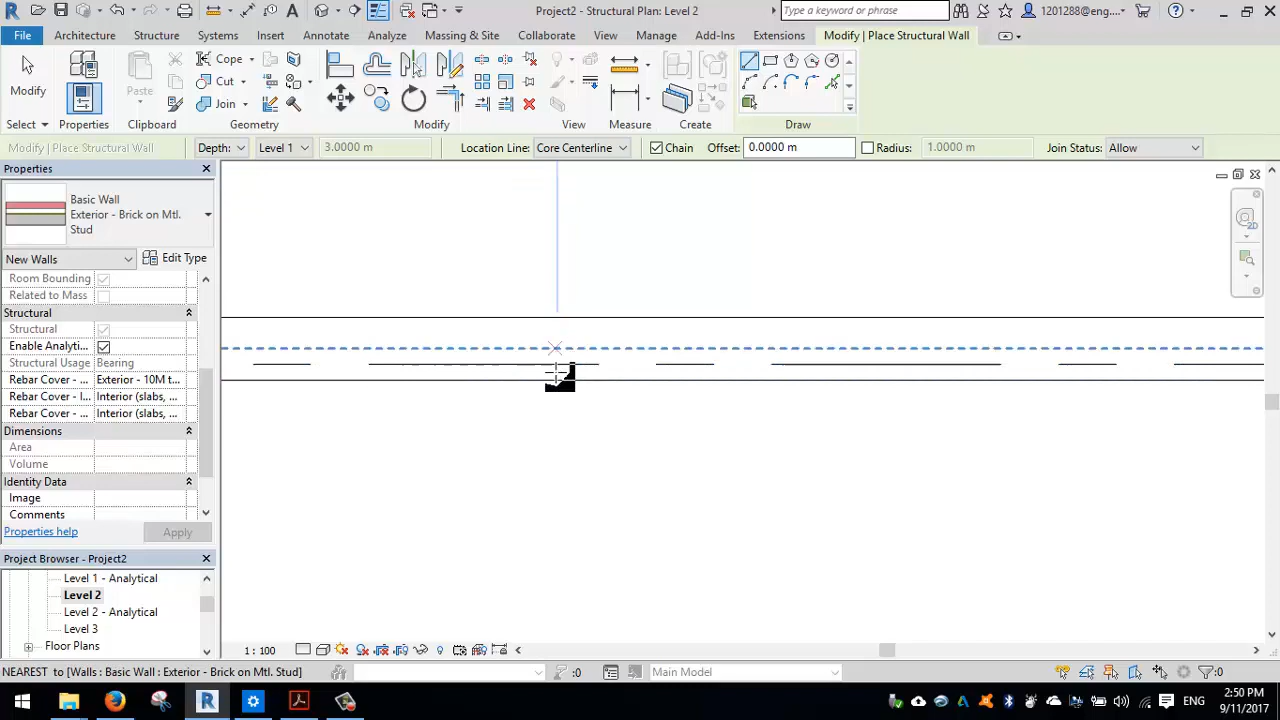 Project2 - Structural Plan: Level 2
Type a keyword or phrase
1201288@eng....
File Architecture Structure Systems Insert Annotate Analyze Massing & Site Collaborate View Manage Add-Ins Extensions Modify | Place Structural Wall
Modify
Paste
Cope
Cut
Join
Select Properties Clipboard Geometry Modify View Measure Create Draw
Modify | Place Structural Wall Depth: Level 1 3.0000 m Location Line: Core Centerline Chain Offset: 0.0000 m Radius: 1.0000 m Join Status: Allow
Properties
Basic Wall
Exterior - Brick on Mtl.
Stud
New Walls Edit Type
Room Bounding
Related to Mass
Structural
Structural
Enable Analyti...
Structural Usage Bearing
Rebar Cover - ... Exterior - 10M t...
Rebar Cover - I... Interior (slabs, ...
Rebar Cover - ... Interior (slabs, ...
Dimensions
Area
Volume
Identity Data
Image
Comments
Properties help Apply
Project Browser - Project2
Level 1 - Analytical
Level 2
Level 2 - Analytical
Level 3
Floor Plans
2D
1 : 100
NEAREST to [Walls : Basic Wall : Exterior - Brick on Mtl. Stud] :0 Main Model :0
ENG
2:50 PM
9/11/2017